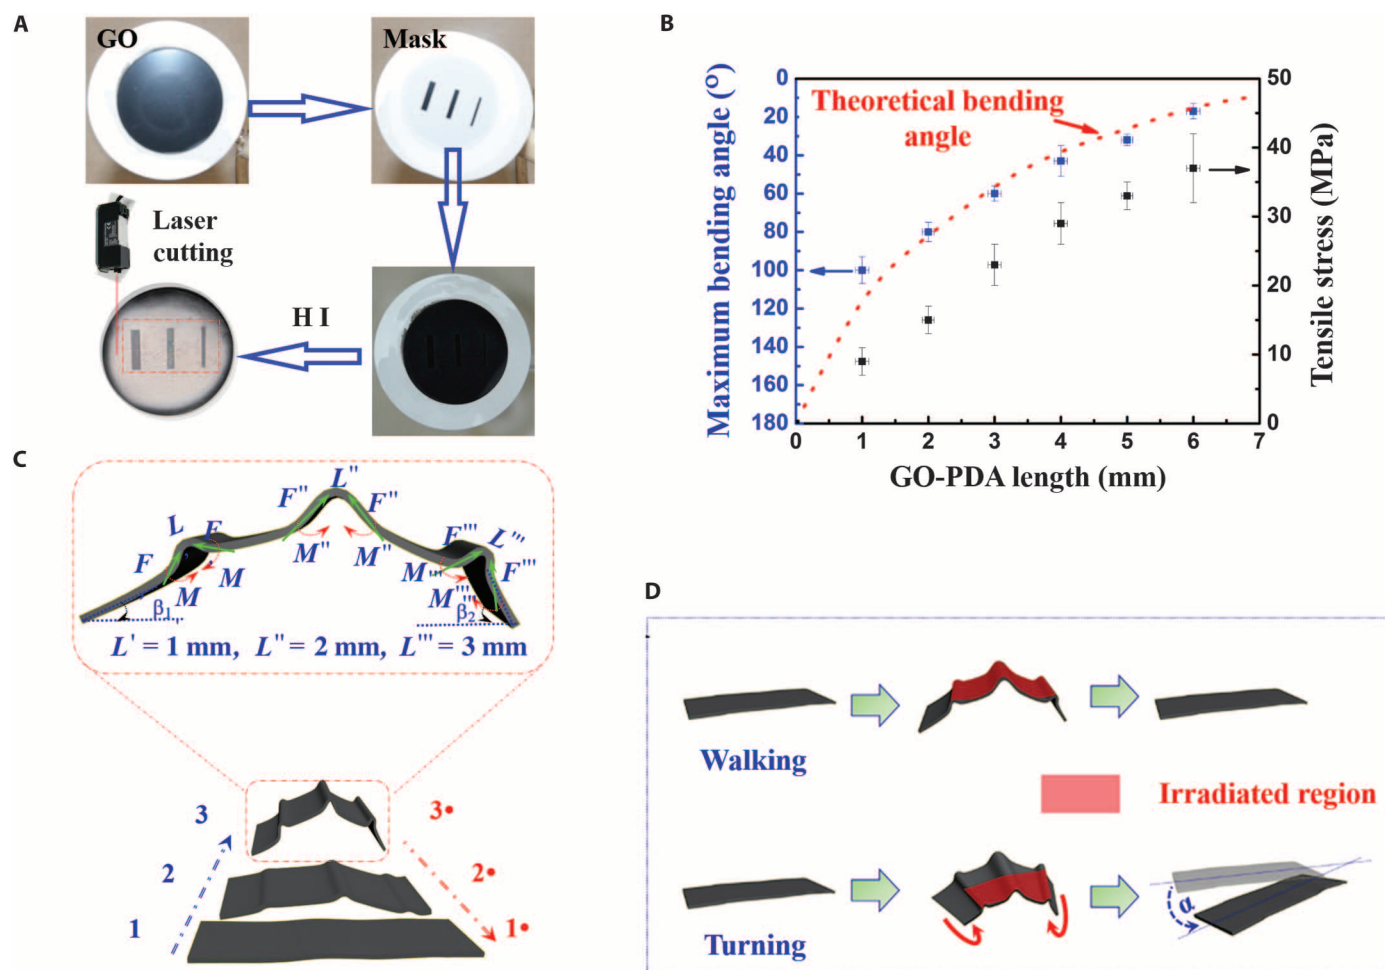 A
GO
Mask
Laser
cutting
H I
B
Maximum bending angle (°)
0
20
40
60
80
100
120
140
160
180
Theoretical bending
angle
50
40
30
20
10
0
Tensile stress (MPa)
0 1 2 3 4 5 6 7
GO-PDA length (mm)
C
L"
F" F"
L F F"' L"'
F M" M" M"' F"'
M M M"'
β1 β2
L' = 1 mm, L" = 2 mm, L"' = 3 mm
3 3•
2 2•
1 1•
D
Walking
Irradiated region
Turning
α